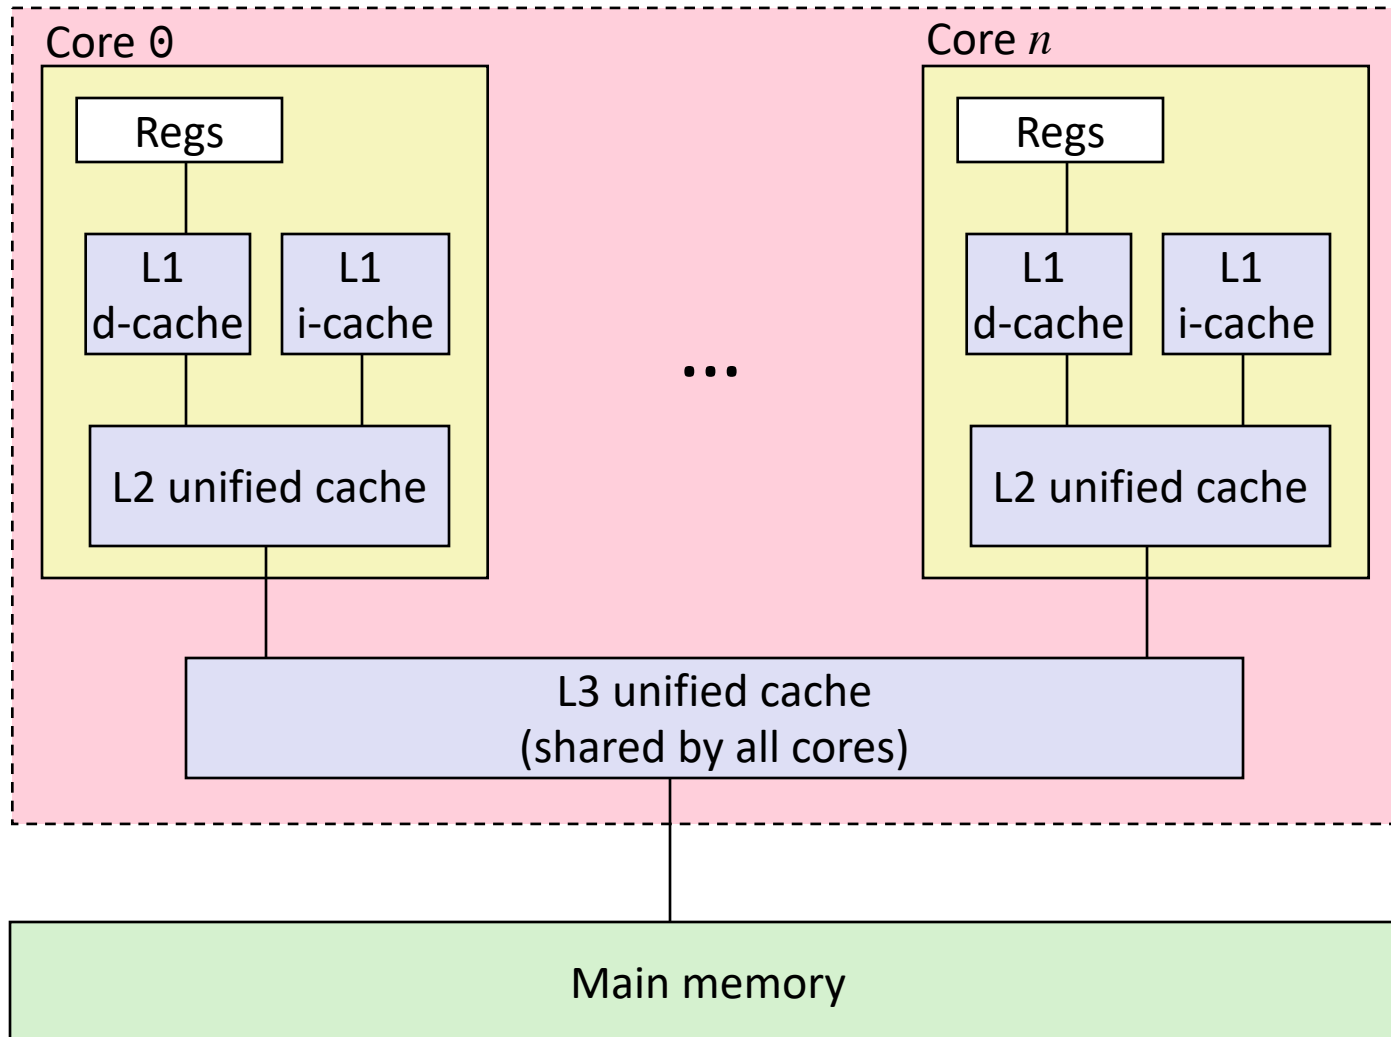 Core 0
Regs
L1
d-cache
L1
i-cache
L2 unified cache
...
Core n
Regs
L1
d-cache
L1
i-cache
L2 unified cache
L3 unified cache
(shared by all cores)
Main memory